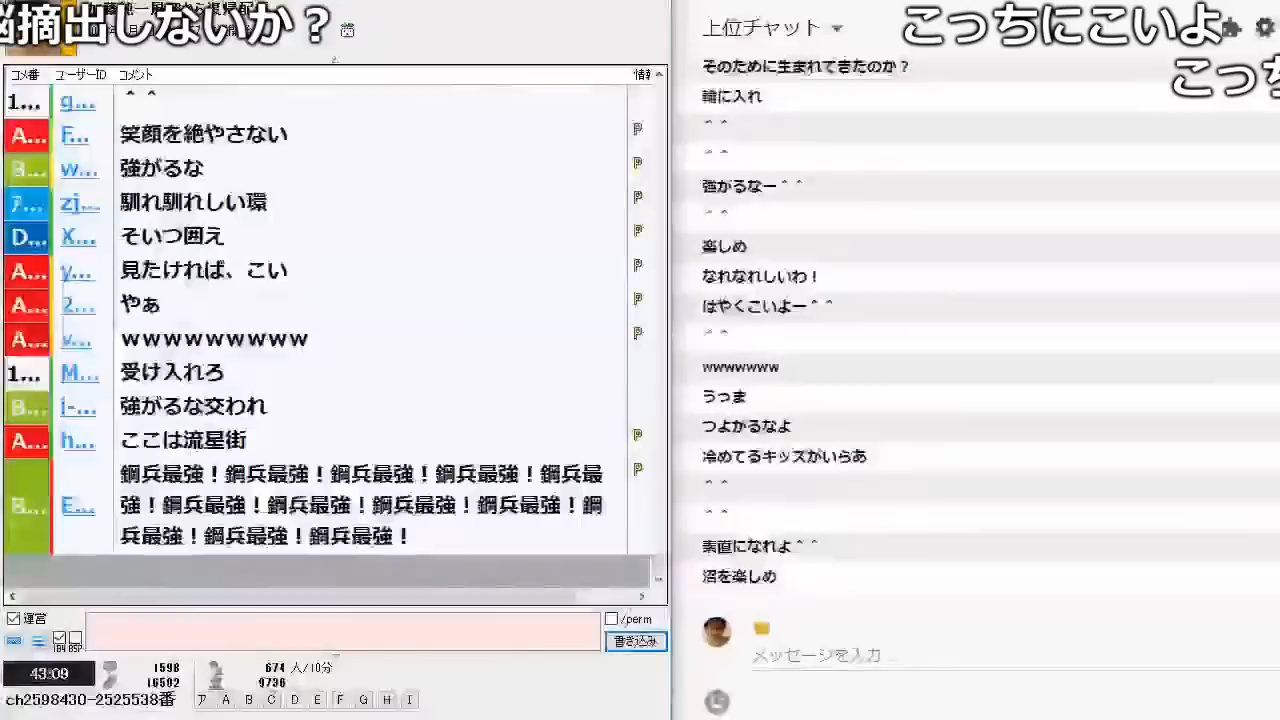 脳摘出しないか？
こっちにこいよ
こっち
コメ番 ユーザーID コメント 情報
1... g... ＾ ＾
A... F... 笑顔を絶やさない P
B... w... 強がるな P
ア... zj... 馴れ馴れしい環 P
D... X... そいつ囲え P
A... y... 見たければ、こい P
A... 2... やぁ P
A... v... wwwwwwwww P
1... M... 受け入れろ
B... i-... 強がるな交われ
A... h... ここは流星街 P
B... E... 鋼兵最強！鋼兵最強！鋼兵最強！鋼兵最強！鋼兵最 P
強！鋼兵最強！鋼兵最強！鋼兵最強！鋼兵最強！鋼
兵最強！鋼兵最強！鋼兵最強！
運営
/perm
184 BSP
書き込み
43:09
1598
16502
674 人/10分
9736
ch2598430-2525538番
ア A B C D E F G H I
上位チャット
そのために生まれてきたのか？
輪に入れ
＾ ＾
＾ ＾
強がるなー＾＾
＾ ＾
楽しめ
なれなれしいわ！
はやくこいよー＾＾
＾ ＾
wwwwwww
うっま
つよがるなよ
冷めてるキッズがいらあ
＾ ＾
＾ ＾
素直になれよ＾＾
沼を楽しめ
メッセージを入力...